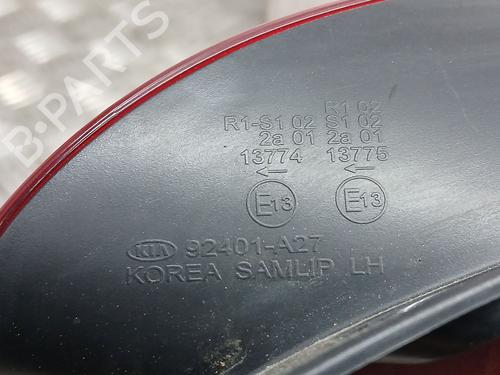 B-PARTS
R1 02
R1-S1 02 S1 02
2a 01 2a 01
13774 13775
E13 E13
KIA 92401-A27
KOREA SAMLIP LH